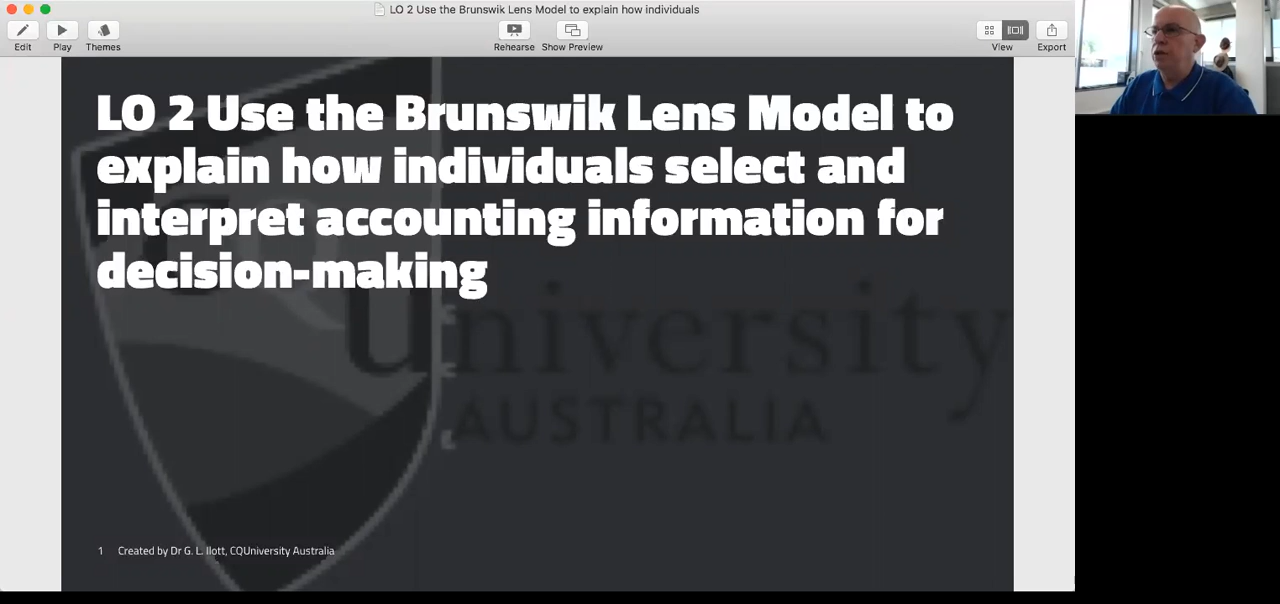 LO 2 Use the Brunswik Lens Model to explain how individuals
Edit
Play
Themes
Rehearse
Show Preview
View
Export
LO 2 Use the Brunswik Lens Model to
explain how individuals select and
interpret accounting information for
decision-making
CQ
University
AUSTRALIA
1 Created by Dr G. L. Ilott, CQUniversity Australia